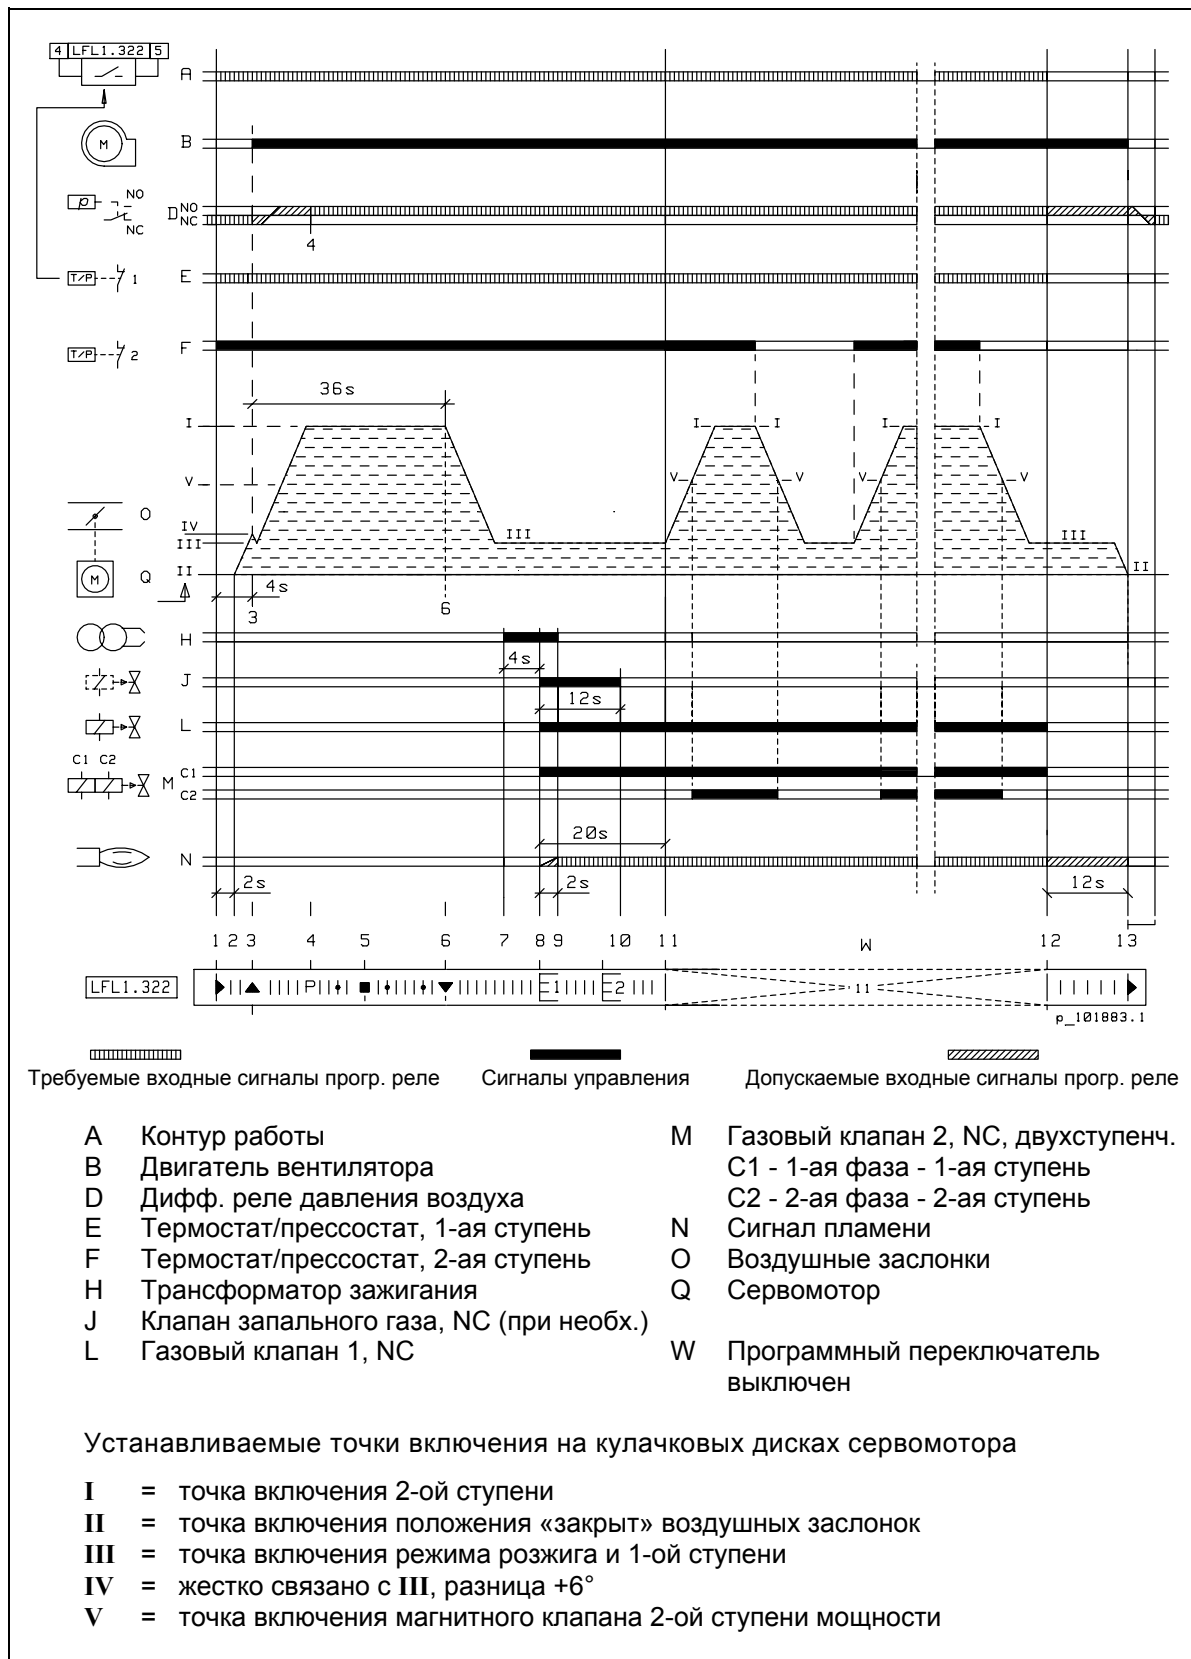 4 LFL1.322 5
A
M
B
p NO
NC
D NO
NC
4
T/P 1
E
T/P 2
F
36s
I
I I
I I
V
V V
V V
O
IV
III
III
III
M
Q
II
II
4s
3
6
H
4s
J
12s
L
C1 C2
M C1
C2
20s
N
2s
2s
12s
1 2 3 4 5 6 7 8 9 10 11 W 12 13
LFL1.322
P E1 E2 11
p_101883.1
Требуемые входные сигналы прогр. реле
Сигналы управления
Допускаемые входные сигналы прогр. реле
A Контур работы
B Двигатель вентилятора
D Дифф. реле давления воздуха
E Термостат/прессостат, 1-ая ступень
F Термостат/прессостат, 2-ая ступень
H Трансформатор зажигания
J Клапан запального газа, NC (при необх.)
L Газовый клапан 1, NC
M Газовый клапан 2, NC, двухступенч.
C1 - 1-ая фаза - 1-ая ступень
C2 - 2-ая фаза - 2-ая ступень
N Сигнал пламени
O Воздушные заслонки
Q Сервомотор
W Программный переключатель
выключен
Устанавливаемые точки включения на кулачковых дисках сервомотора
I = точка включения 2-ой ступени
II = точка включения положения «закрыт» воздушных заслонок
III = точка включения режима розжига и 1-ой ступени
IV = жестко связано с III, разница +6°
V = точка включения магнитного клапана 2-ой ступени мощности